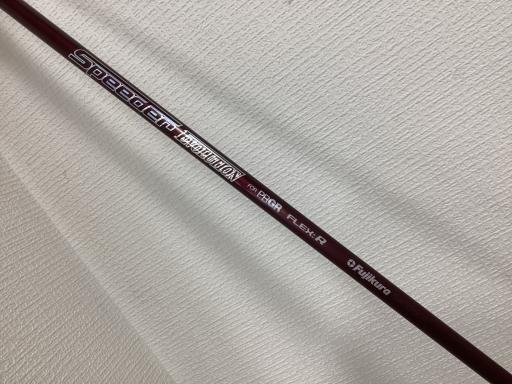 Speeder EVOLUTION FOR PRGR FLEX:R Fujikura